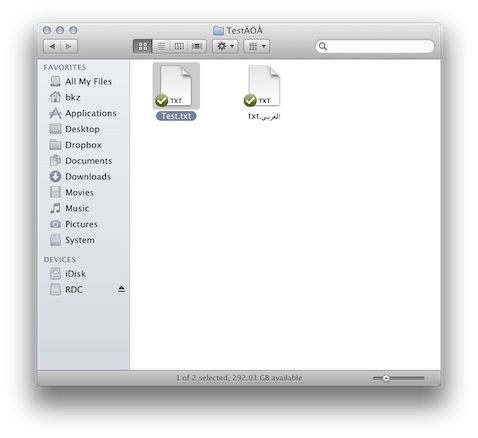 TestÄÖÅ
FAVORITES
All My Files
bkz
Applications
Desktop
Dropbox
Documents
Downloads
Movies
Music
Pictures
System
DEVICES
iDisk
RDC
TXT
Test.txt
TXT
العربي.txt
1 of 2 selected, 292.01 GB available